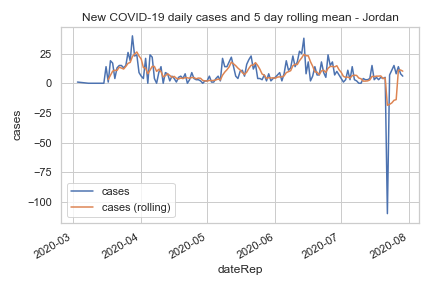 New COVID-19 daily cases and 5 day rolling mean - Jordan
25
0
−25
−50
−75
−100
cases
cases
cases (rolling)
2020-03
2020-04
2020-05
2020-06
2020-07
2020-08
dateRep